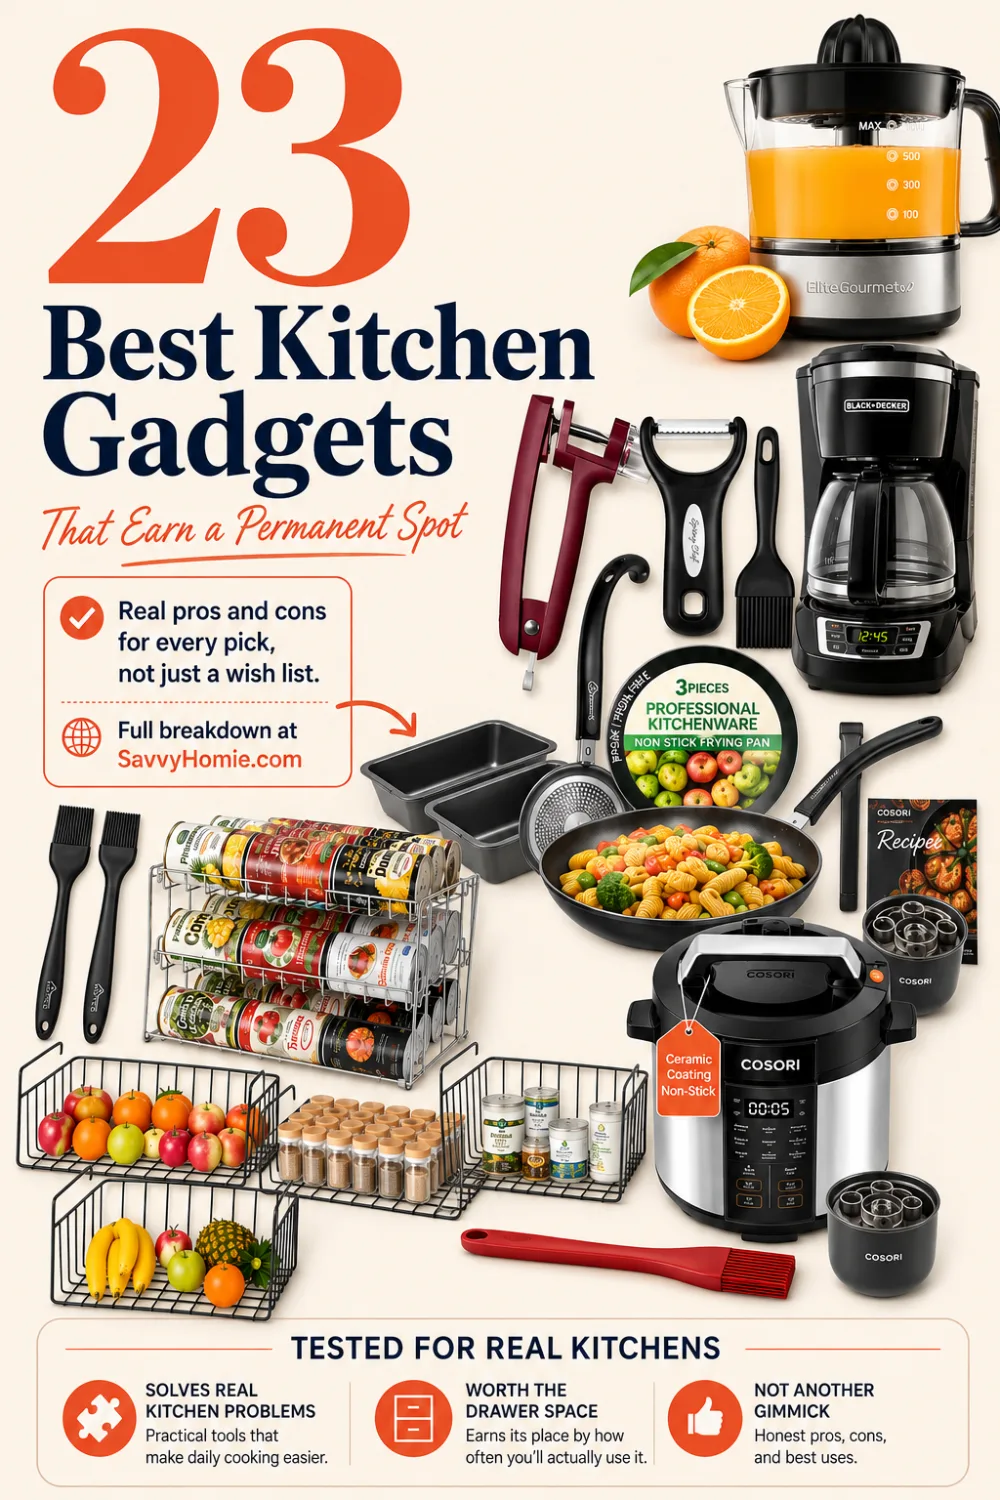 23
Best Kitchen
Gadgets
That Earn a Permanent Spot
Real pros and cons
for every pick,
not just a wish list.
Full breakdown at
SavvyHomie.com
MAX
500
300
100
EliteGourmet
BLACK+DECKER
12:45
3PIECES
PROFESSIONAL
KITCHENWARE
NON STICK FRYING PAN
COSORI
Recipes
COSORI
COSORI
Ceramic
Coating
Non-Stick
COSORI
00:05
COSORI
TESTED FOR REAL KITCHENS
SOLVES REAL
KITCHEN PROBLEMS
Practical tools that
make daily cooking easier.
WORTH THE
DRAWER SPACE
Earns its place by how
often you'll actually use it.
NOT ANOTHER
GIMMICK
Honest pros, cons,
and best uses.